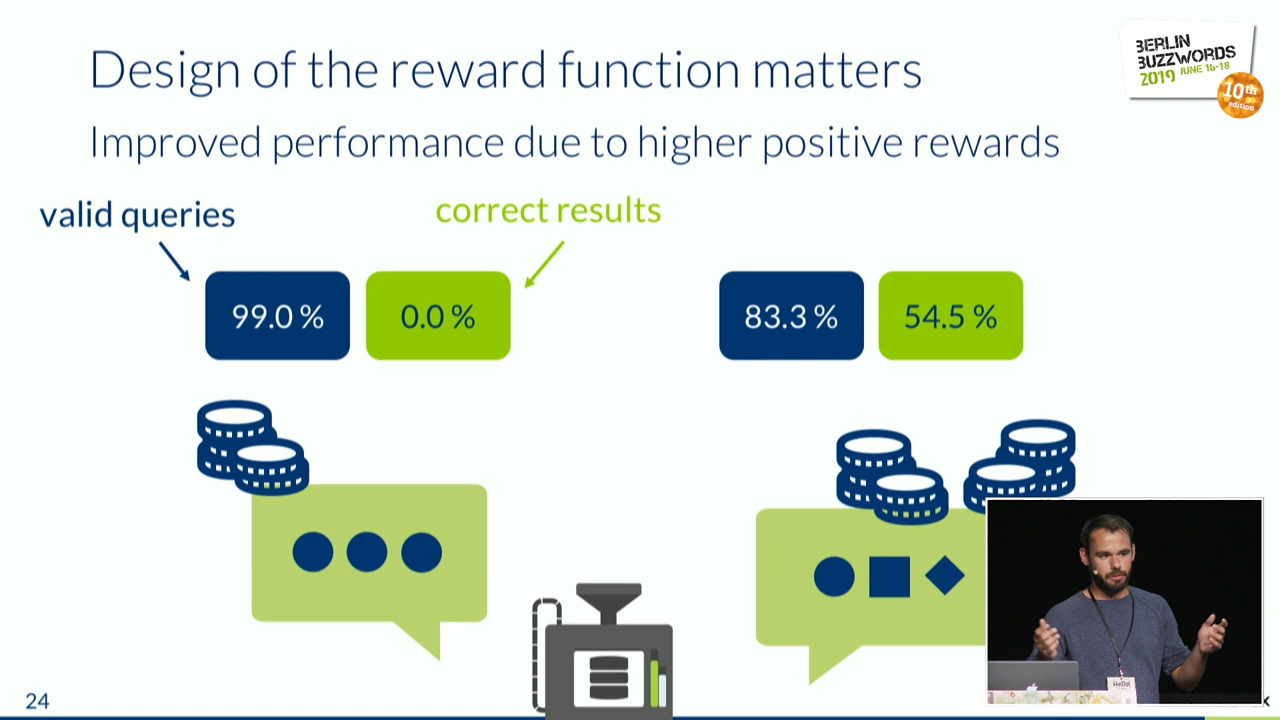 Design of the reward function matters
Improved performance due to higher positive rewards
BERLIN
BUZZWORDS
2019 JUNE 16-18
10th
edition
valid queries
correct results
99.0 %
0.0 %
83.3 %
54.5 %
Hello!
24